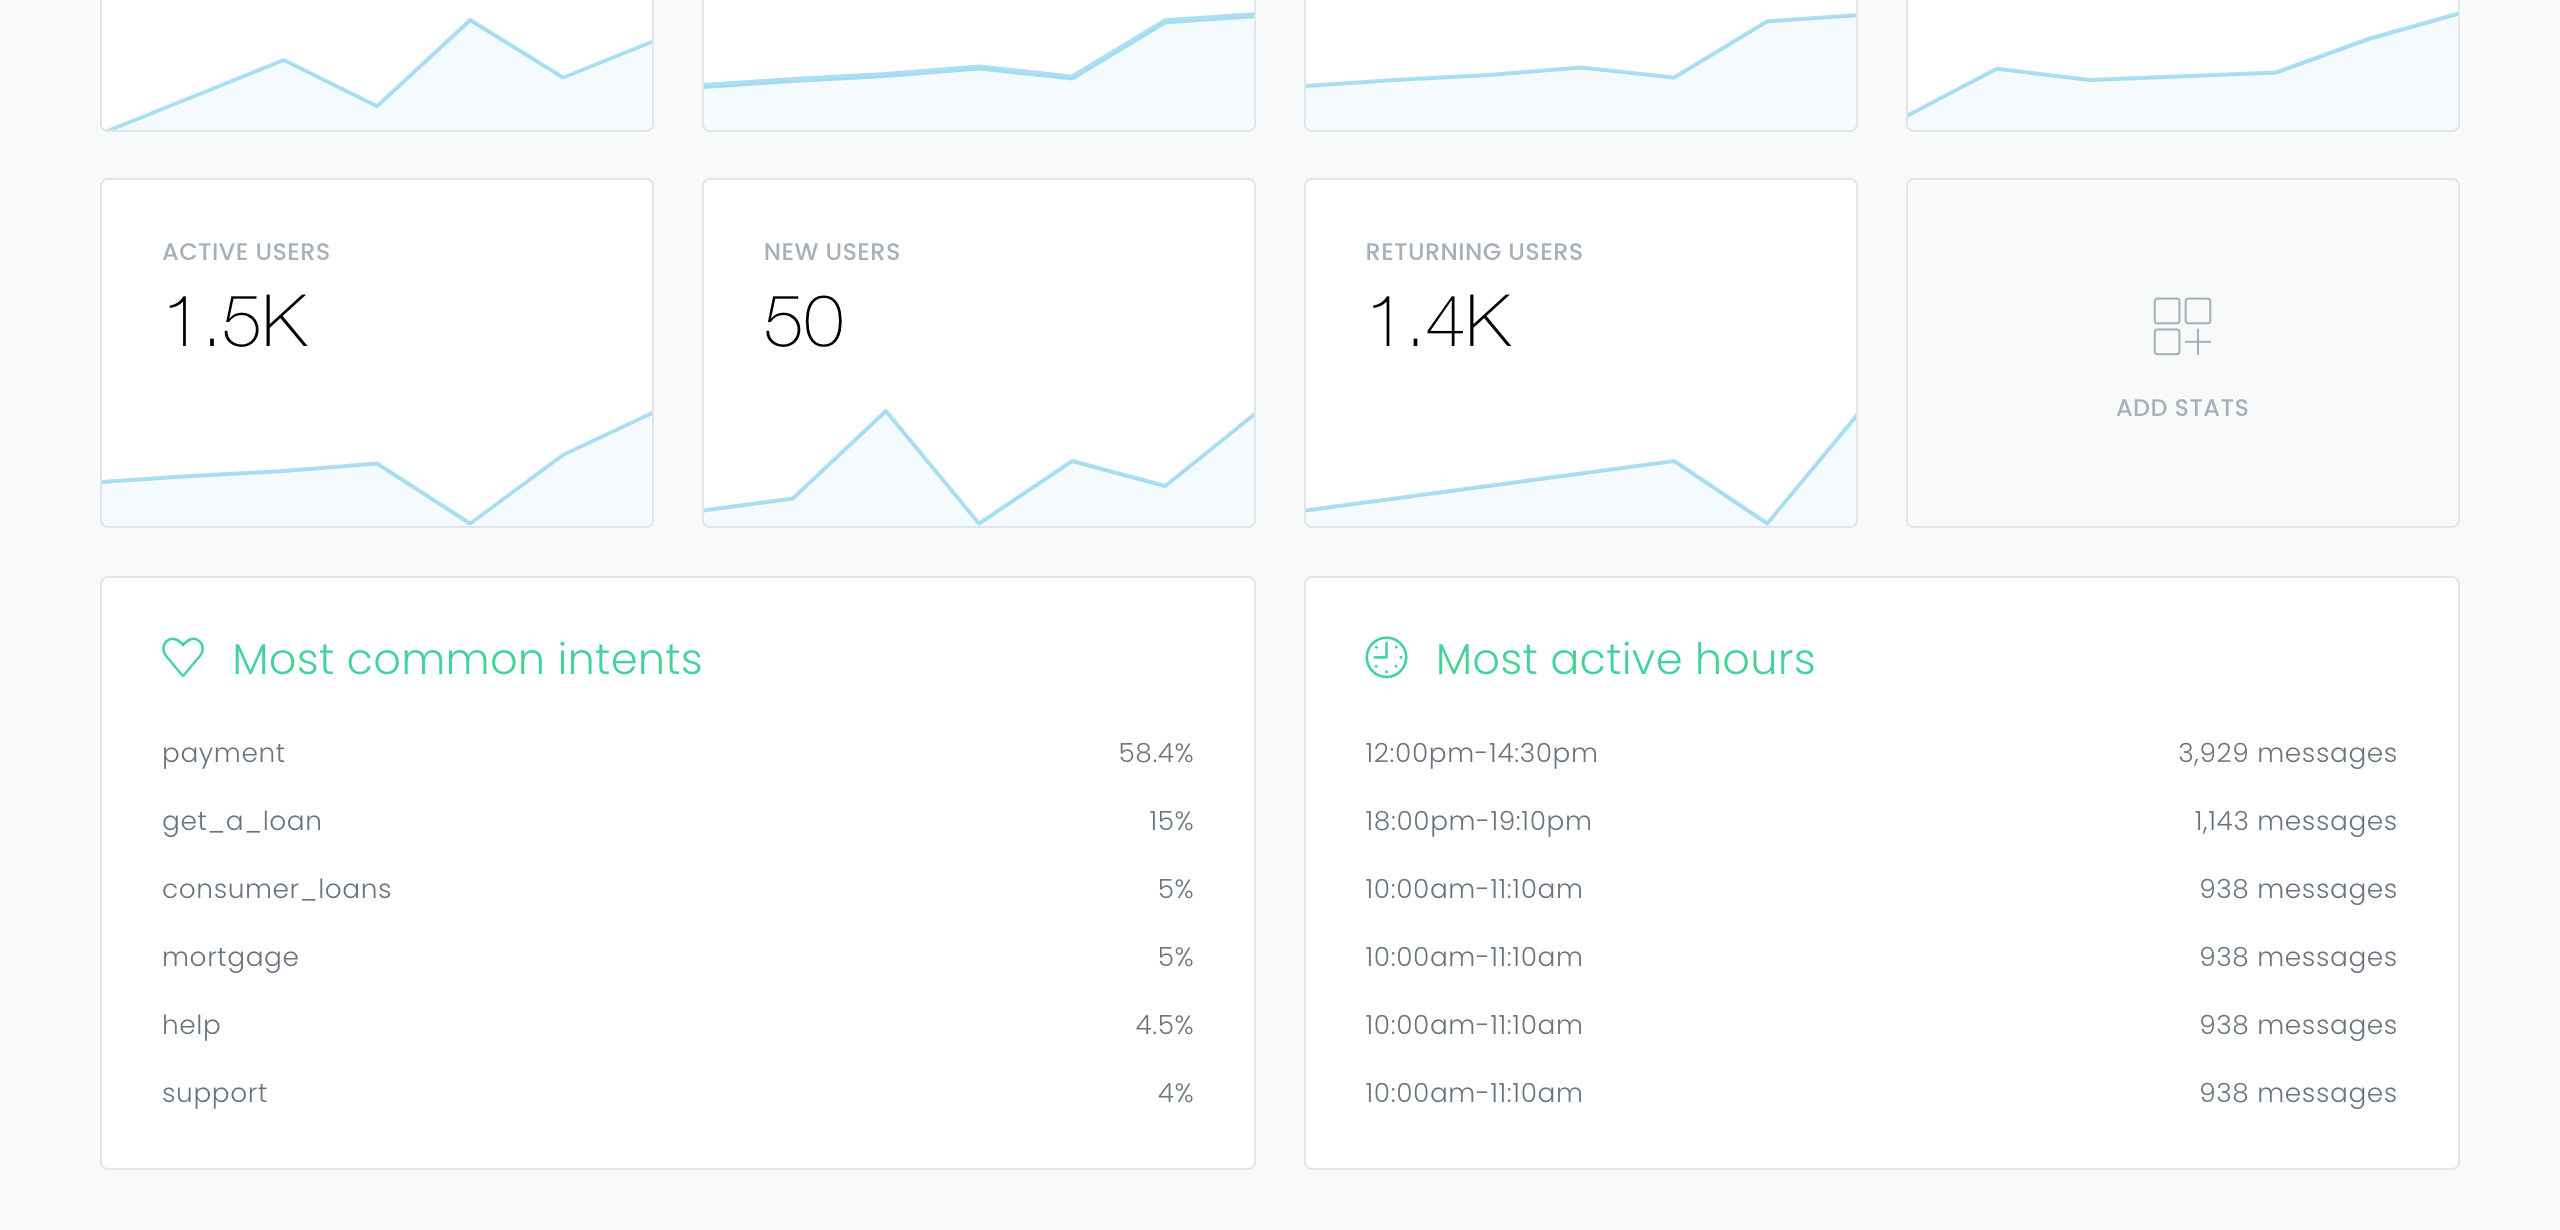 ACTIVE USERS
1.5K
NEW USERS
50
RETURNING USERS
1.4K
ADD STATS
Most common intents
payment 58.4%
get_a_loan 15%
consumer_loans 5%
mortgage 5%
help 4.5%
support 4%
Most active hours
12:00pm-14:30pm 3,929 messages
18:00pm-19:10pm 1,143 messages
10:00am-11:10am 938 messages
10:00am-11:10am 938 messages
10:00am-11:10am 938 messages
10:00am-11:10am 938 messages